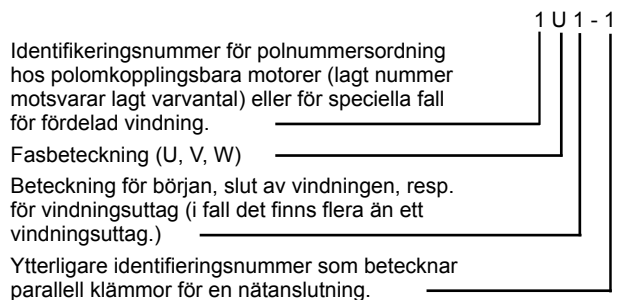 1 U 1 - 1
Identifikeringsnummer för polnummersordning
hos polomkopplingsbara motorer (lagt nummer
motsvarar lagt varvantal) eller för speciella fall
för fördelad vindning.
Fasbeteckning (U, V, W)
Beteckning för början, slut av vindningen, resp.
för vindningsuttag (i fall det finns flera än ett
vindningsuttag.)
Ytterligare identifieringsnummer som betecknar
parallell klämmor för en nätanslutning.